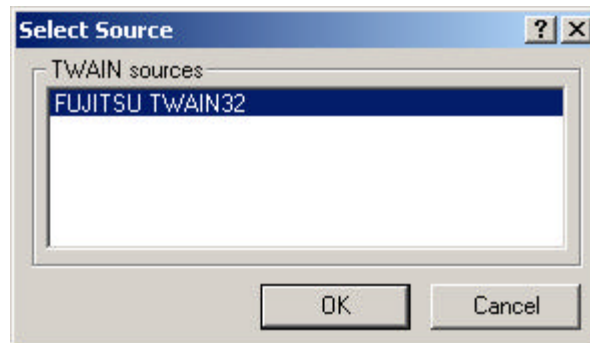 Select Source
? X
TWAIN sources
FUJITSU TWAIN32
OK Cancel